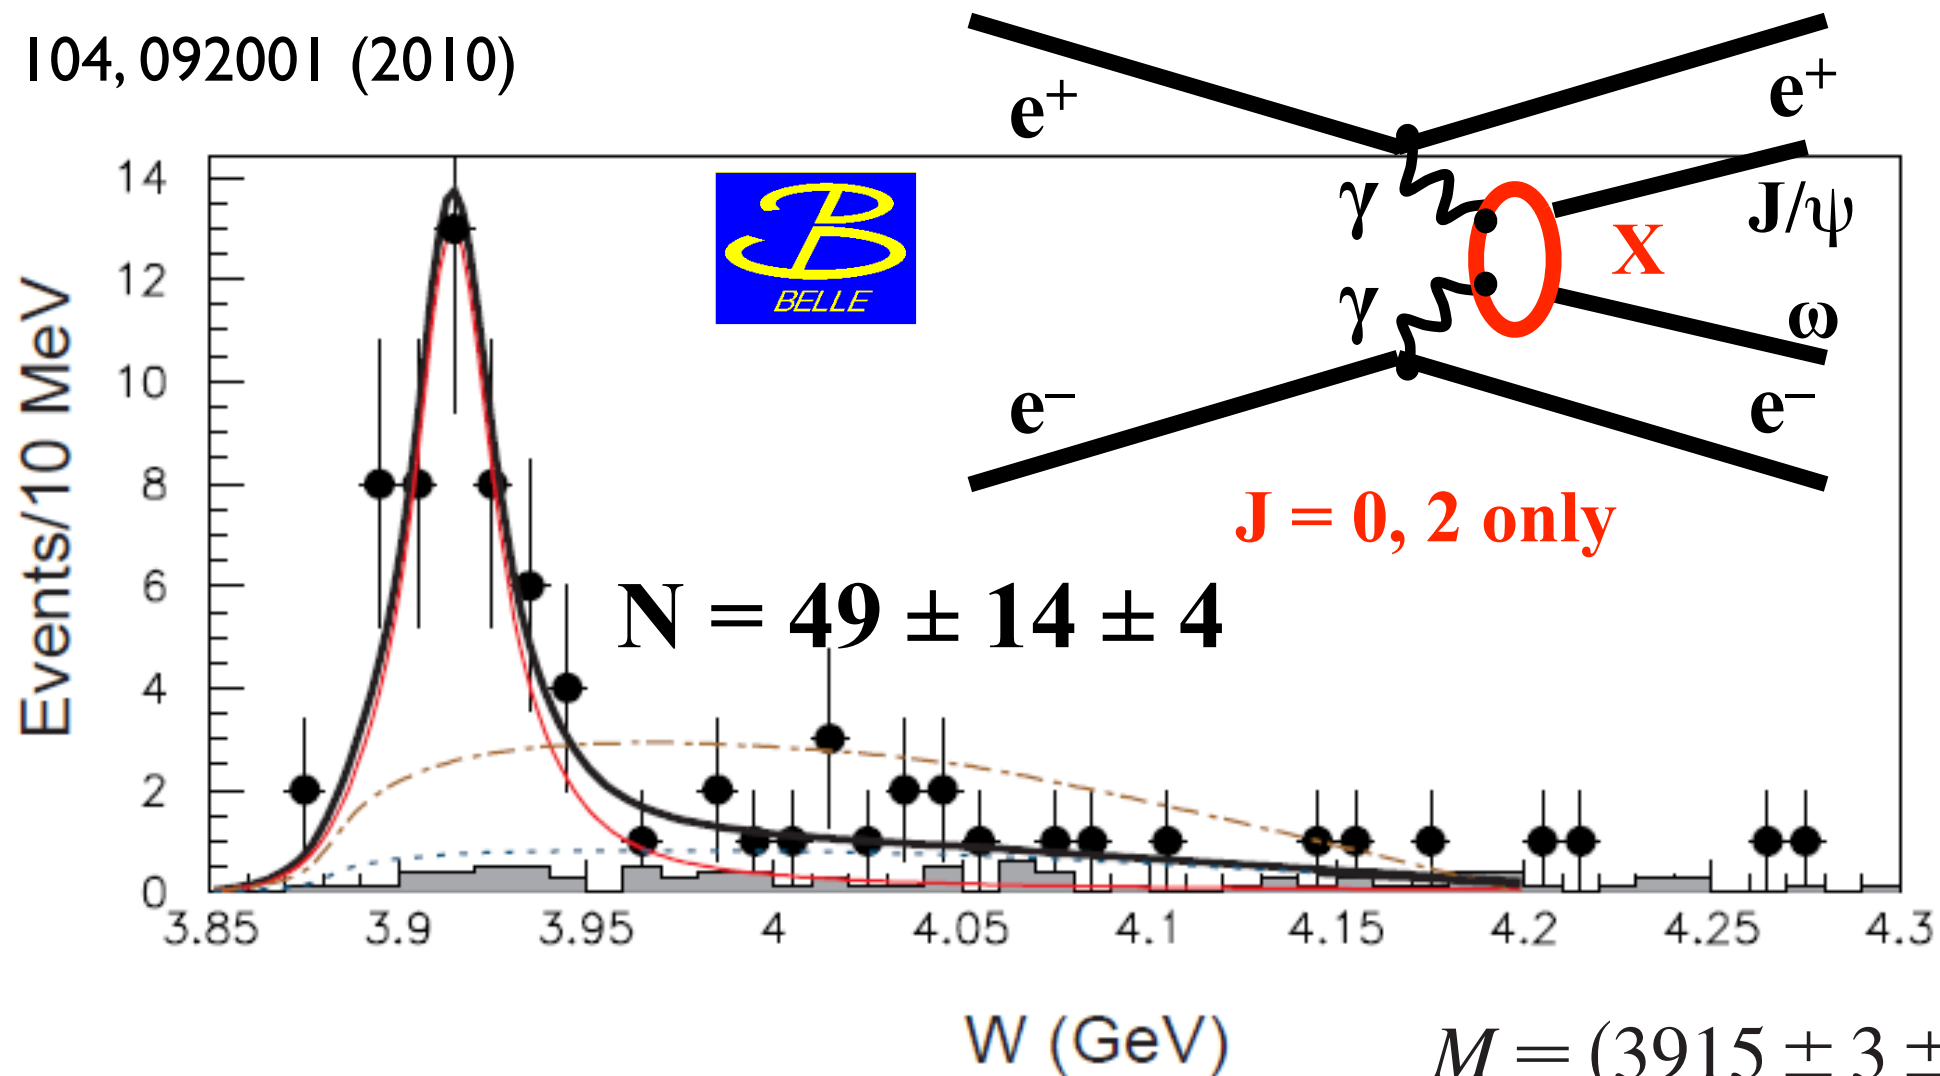 104, 092001 (2010)
e⁺
e⁺
γ
J/ψ
X
γ
ω
e⁻
e⁻
BELLE
J = 0, 2 only
N = 49 ± 14 ± 4
Events/10 MeV
14
12
10
8
6
4
2
0
3.85 3.9 3.95 4 4.05 4.1 4.15 4.2 4.25 4.3
W (GeV)
M = (3915 ± 3 ±